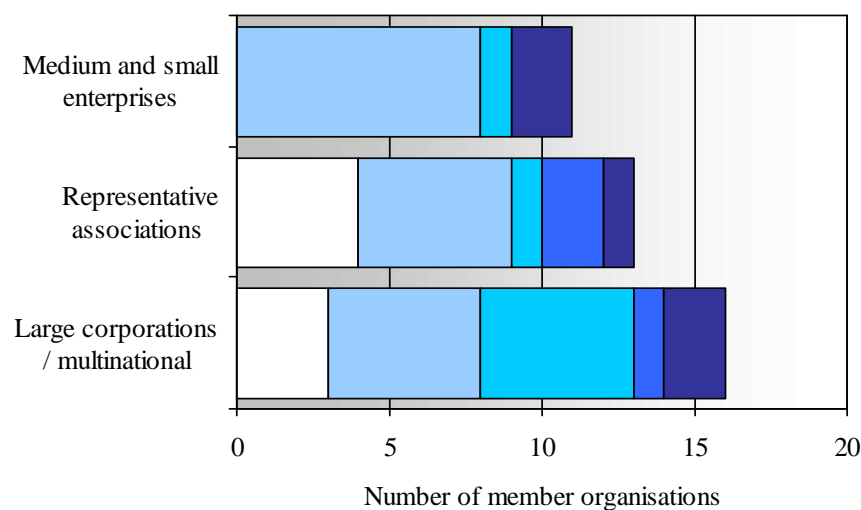 Medium and small
enterprises
Representative
associations
Large corporations
/ multinational
0 5 10 15 20
Number of member organisations